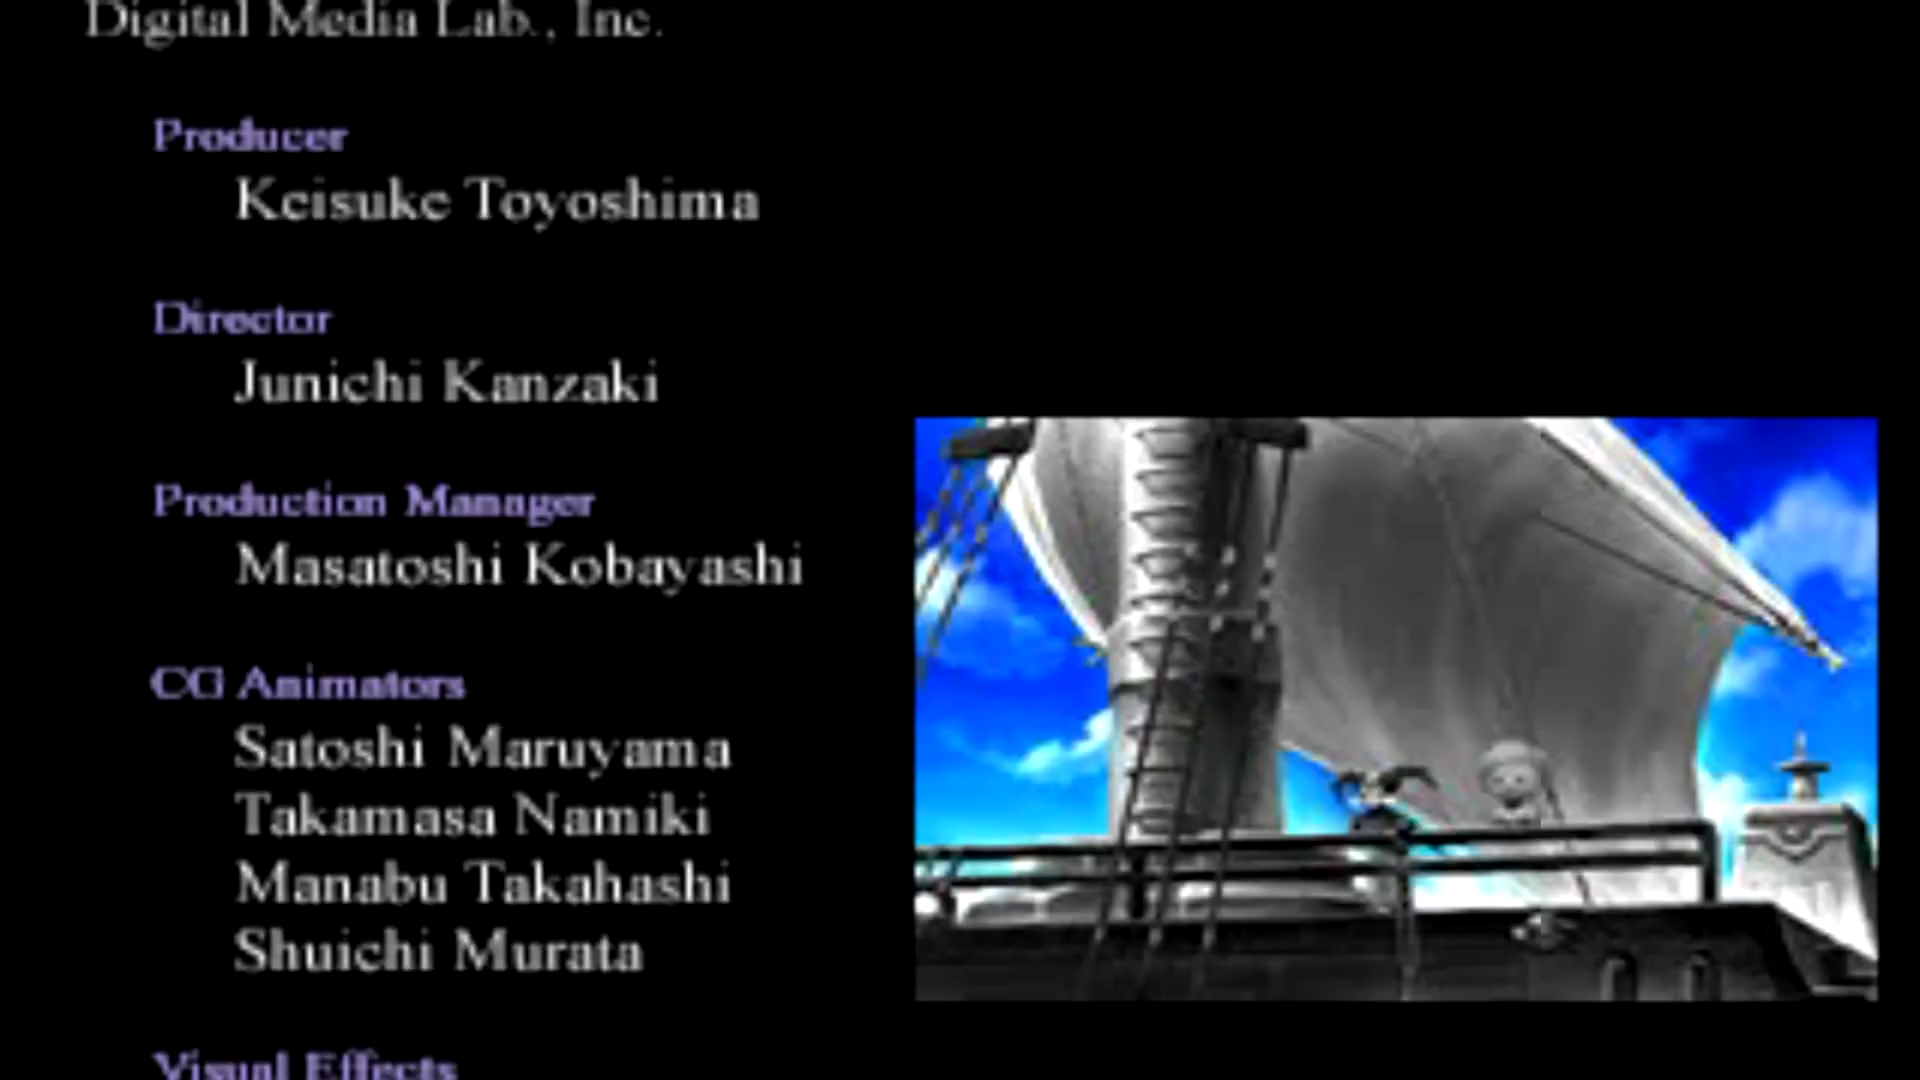 Digital Media Lab., Inc.
Producer
Keisuke Toyoshima
Director
Junichi Kanzaki
Production Manager
Masatoshi Kobayashi
CG Animators
Satoshi Maruyama
Takamasa Namiki
Manabu Takahashi
Shuichi Murata
Visual Effects